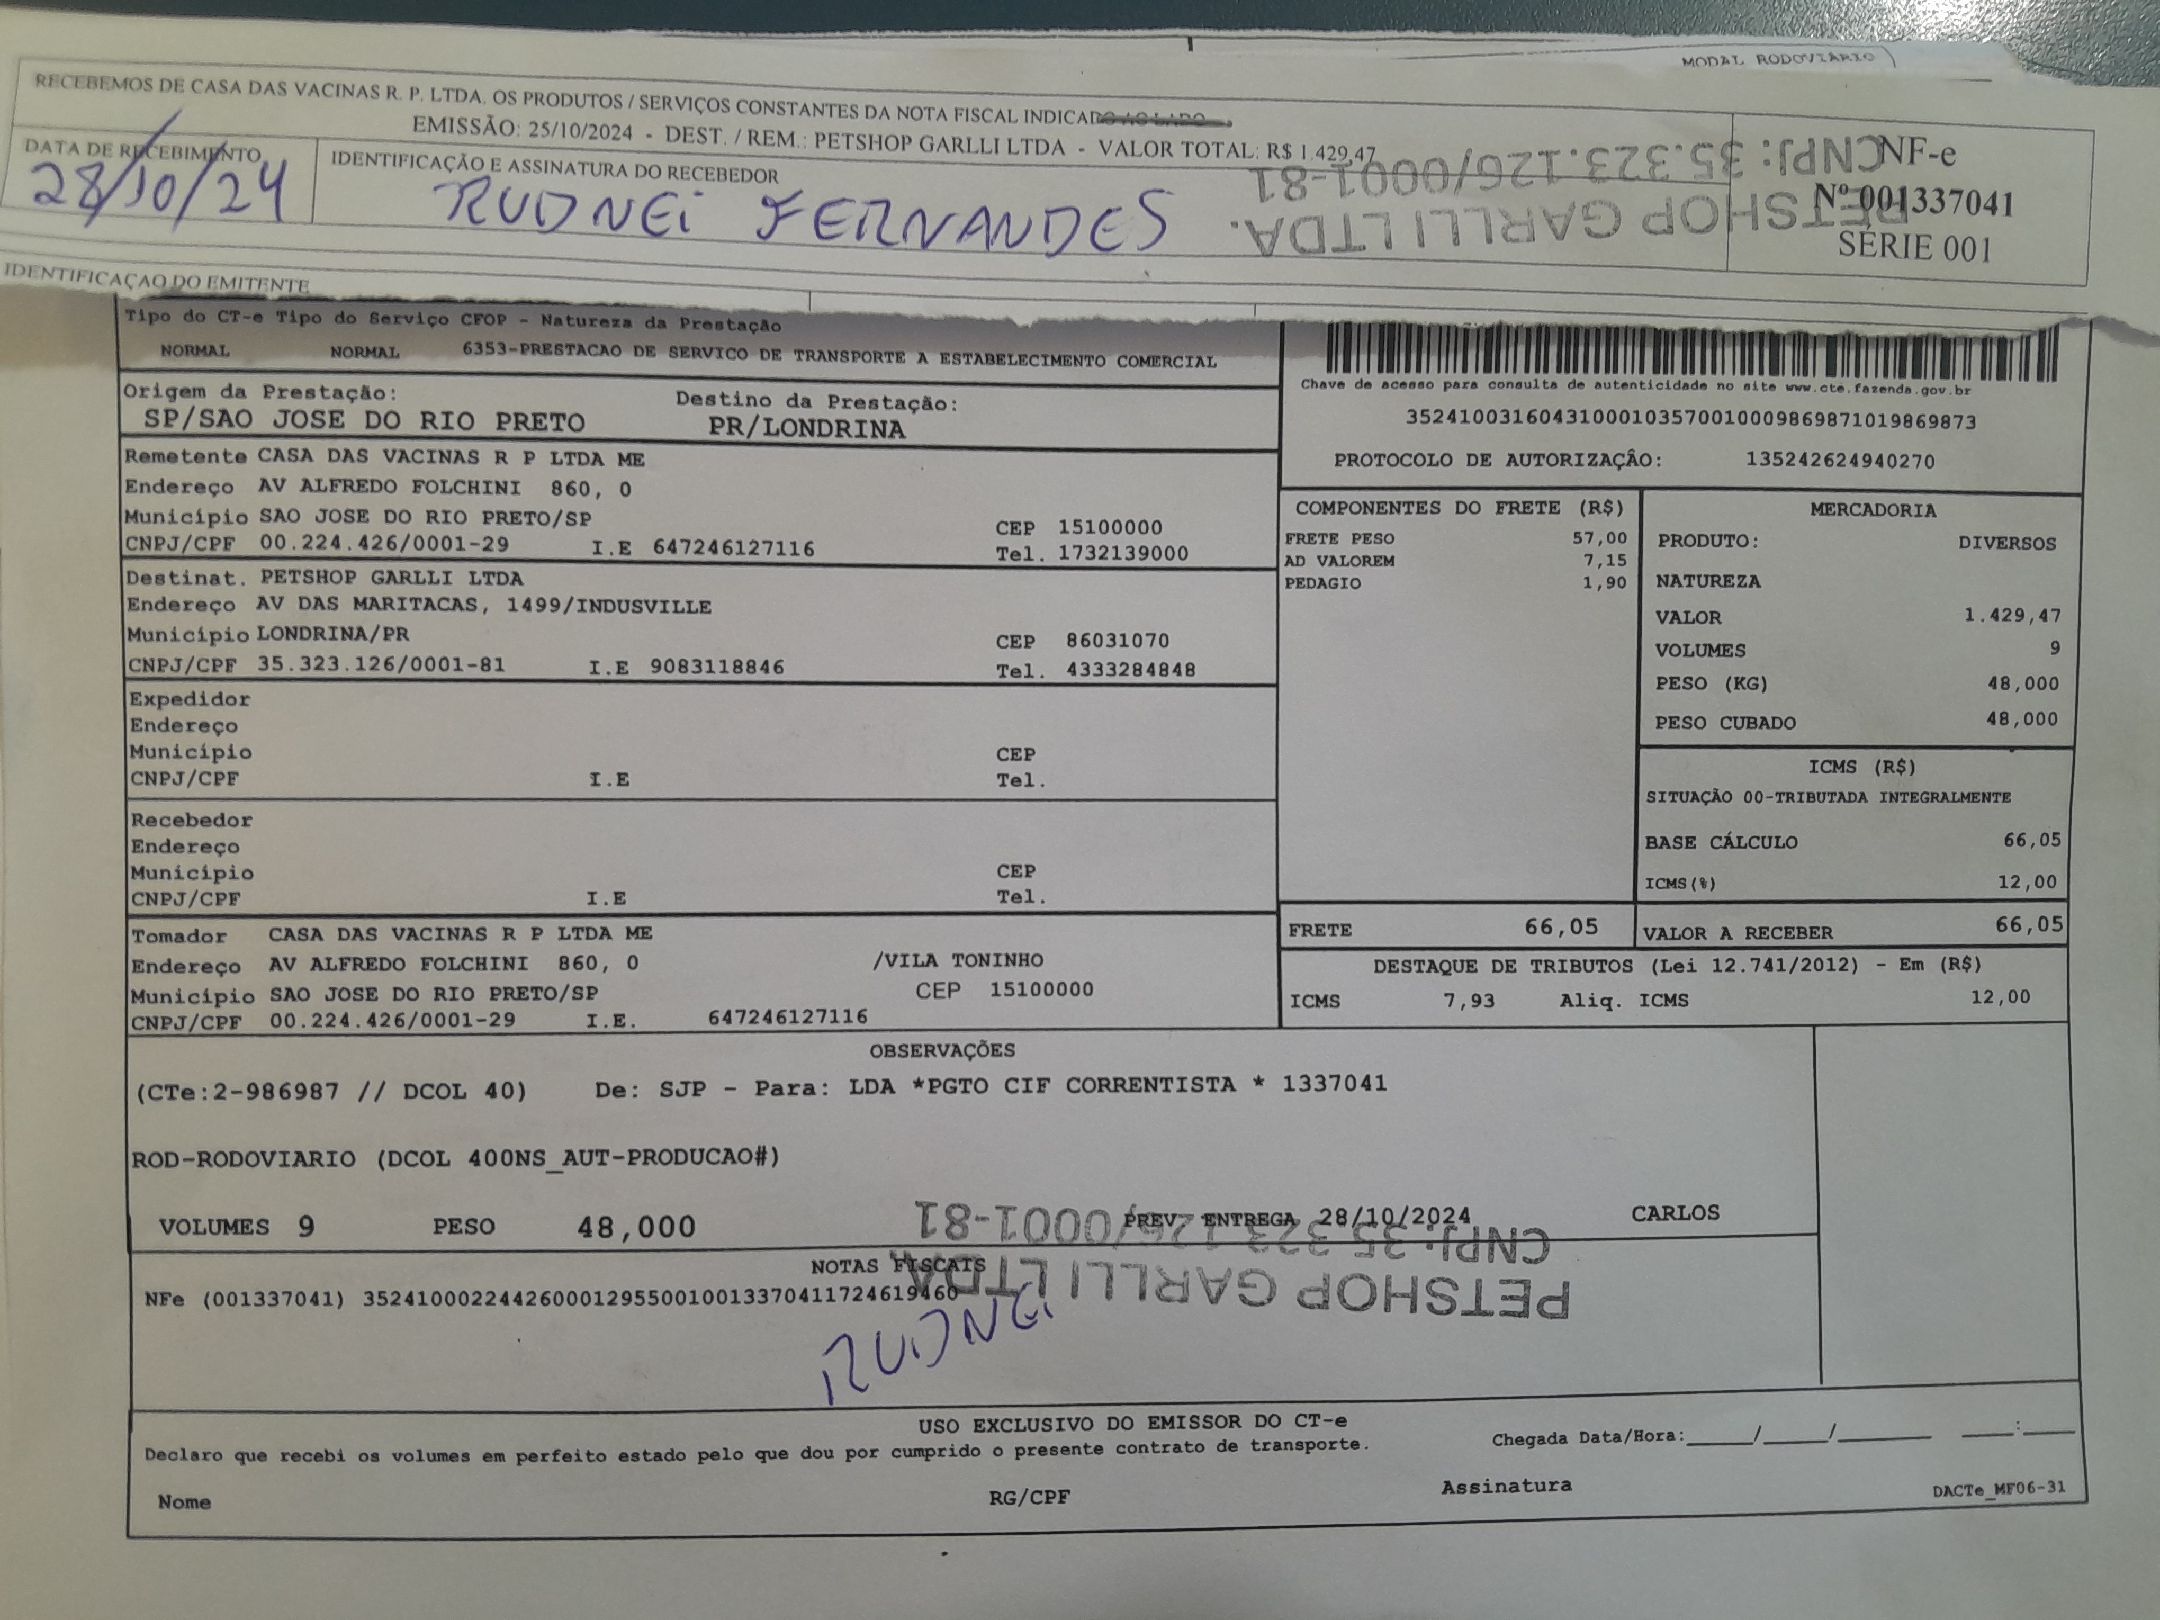 MODAL RODOVIÁRIO
RECEBEMOS DE CASA DAS VACINAS R. P. LTDA. OS PRODUTOS / SERVIÇOS CONSTANTES DA NOTA FISCAL INDICADO AO LADO
EMISSÃO: 25/10/2024 - DEST. / REM.: PETSHOP GARLLI LTDA - VALOR TOTAL: R$ 1.429,47
DATA DE RECEBIMENTO
28/10/24
IDENTIFICAÇÃO E ASSINATURA DO RECEBEDOR
RUDNEI FERNANDES
PETSHOP GARLLI LTDA.
CNPJ: 35.323.126/0001-81
NF-e
Nº 001337041
SÉRIE 001
IDENTIFICAÇÃO DO EMITENTE
Tipo do CT-e Tipo do Serviço CFOP - Natureza da Prestação
NORMAL NORMAL 6353-PRESTACAO DE SERVICO DE TRANSPORTE A ESTABELECIMENTO COMERCIAL
Origem da Prestação: Destino da Prestação:
SP/SAO JOSE DO RIO PRETO PR/LONDRINA
Chave de acesso para consulta de autenticidade no site www.cte.fazenda.gov.br
35241003160431000103570010009869871019869873
PROTOCOLO DE AUTORIZAÇÂO: 135242624940270
Remetente CASA DAS VACINAS R P LTDA ME
Endereço AV ALFREDO FOLCHINI 860, 0
Município SAO JOSE DO RIO PRETO/SP CEP 15100000
CNPJ/CPF 00.224.426/0001-29 I.E 647246127116 Tel. 1732139000
Destinat. PETSHOP GARLLI LTDA
Endereço AV DAS MARITACAS, 1499/INDUSVILLE
Município LONDRINA/PR CEP 86031070
CNPJ/CPF 35.323.126/0001-81 I.E 9083118846 Tel. 4333284848
Expedidor
Endereço
Município CEP
CNPJ/CPF I.E Tel.
Recebedor
Endereço
Município CEP
CNPJ/CPF I.E Tel.
Tomador CASA DAS VACINAS R P LTDA ME
Endereço AV ALFREDO FOLCHINI 860, 0 /VILA TONINHO
Município SAO JOSE DO RIO PRETO/SP CEP 15100000
CNPJ/CPF 00.224.426/0001-29 I.E. 647246127116
COMPONENTES DO FRETE (R$)
FRETE PESO 57,00
AD VALOREM 7,15
PEDAGIO 1,90
MERCADORIA
PRODUTO: DIVERSOS
NATUREZA
VALOR 1.429,47
VOLUMES 9
PESO (KG) 48,000
PESO CUBADO 48,000
ICMS (R$)
SITUAÇÃO 00-TRIBUTADA INTEGRALMENTE
BASE CÁLCULO 66,05
ICMS(%) 12,00
FRETE 66,05 VALOR A RECEBER 66,05
DESTAQUE DE TRIBUTOS (Lei 12.741/2012) - Em (R$)
ICMS 7,93 Aliq. ICMS 12,00
OBSERVAÇÕES
(CTe:2-986987 // DCOL 40) De: SJP - Para: LDA *PGTO CIF CORRENTISTA * 1337041
ROD-RODOVIARIO (DCOL 400NS_AUT-PRODUCAO#)
VOLUMES 9 PESO 48,000 PREV. ENTREGA 28/10/2024 CARLOS
PETSHOP GARLLI LTDA
CNPJ: 35.323.126/0001-81
NOTAS FISCAIS
NFe (001337041) 35241000224426000129550010013370411724619460
RUDNEI
USO EXCLUSIVO DO EMISSOR DO CT-e
Declaro que recebi os volumes em perfeito estado pelo que dou por cumprido o presente contrato de transporte.
Chegada Data/Hora:_____/_____/_______ ____:____
Nome RG/CPF Assinatura DACTe_MF06-31